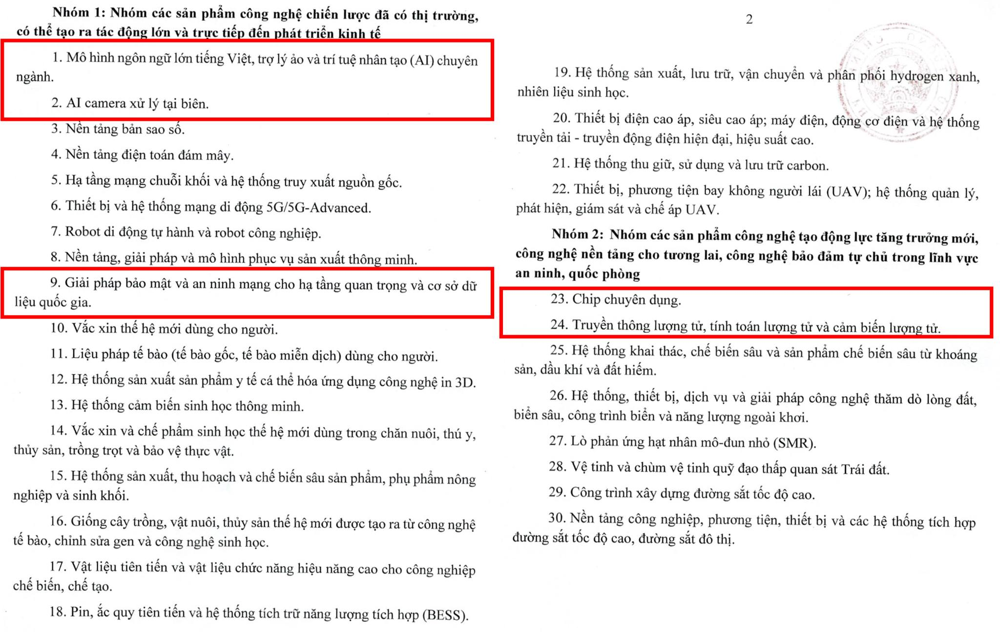 Nhóm 1: Nhóm các sản phẩm công nghệ chiến lược đã có thị trường,
có thể tạo ra tác động lớn và trực tiếp đến phát triển kinh tế
1. Mô hình ngôn ngữ lớn tiếng Việt, trợ lý ảo và trí tuệ nhân tạo (AI) chuyên
ngành.
2. AI camera xử lý tại biên.
3. Nền tảng bản sao số.
4. Nền tảng điện toán đám mây.
5. Hạ tầng mạng chuỗi khối và hệ thống truy xuất nguồn gốc.
6. Thiết bị và hệ thống mạng di động 5G/5G-Advanced.
7. Robot di động tự hành và robot công nghiệp.
8. Nền tảng, giải pháp và mô hình phục vụ sản xuất thông minh.
9. Giải pháp bảo mật và an ninh mạng cho hạ tầng quan trọng và cơ sở dữ
liệu quốc gia.
10. Vắc xin thế hệ mới dùng cho người.
11. Liệu pháp tế bào (tế bào gốc, tế bào miễn dịch) dùng cho người.
12. Hệ thống sản xuất sản phẩm y tế cá thể hóa ứng dụng công nghệ in 3D.
13. Hệ thống cảm biến sinh học thông minh.
14. Vắc xin và chế phẩm sinh học thế hệ mới dùng trong chăn nuôi, thú y,
thủy sản, trồng trọt và bảo vệ thực vật.
15. Hệ thống sản xuất, thu hoạch và chế biến sâu sản phẩm, phụ phẩm nông
nghiệp và sinh khối.
16. Giống cây trồng, vật nuôi, thủy sản thế hệ mới được tạo ra từ công nghệ
tế bào, chỉnh sửa gen và công nghệ sinh học.
17. Vật liệu tiên tiến và vật liệu chức năng hiệu năng cao cho công nghiệp
chế biến, chế tạo.
18. Pin, ắc quy tiên tiến và hệ thống tích trữ năng lượng tích hợp (BESS).
2
19. Hệ thống sản xuất, lưu trữ, vận chuyển và phân phối hydrogen xanh,
nhiên liệu sinh học.
20. Thiết bị điện cao áp, siêu cao áp; máy điện, động cơ điện và hệ thống
truyền tải - truyền động điện hiện đại, hiệu suất cao.
21. Hệ thống thu giữ, sử dụng và lưu trữ carbon.
22. Thiết bị, phương tiện bay không người lái (UAV); hệ thống quản lý,
phát hiện, giám sát và chế áp UAV.
Nhóm 2: Nhóm các sản phẩm công nghệ tạo động lực tăng trưởng mới,
công nghệ nền tảng cho tương lai, công nghệ bảo đảm tự chủ trong lĩnh vực
an ninh, quốc phòng
23. Chip chuyên dụng.
24. Truyền thông lượng tử, tính toán lượng tử và cảm biến lượng tử.
25. Hệ thống khai thác, chế biến sâu và sản phẩm chế biến sâu từ khoáng
sản, dầu khí và đất hiếm.
26. Hệ thống, thiết bị, dịch vụ và giải pháp công nghệ thăm dò lòng đất,
biển sâu, công trình biển và năng lượng ngoài khơi.
27. Lò phản ứng hạt nhân mô-đun nhỏ (SMR).
28. Vệ tinh và chùm vệ tinh quỹ đạo thấp quan sát Trái đất.
29. Công trình xây dựng đường sắt tốc độ cao.
30. Nền tảng công nghiệp, phương tiện, thiết bị và các hệ thống tích hợp
đường sắt tốc độ cao, đường sắt đô thị.